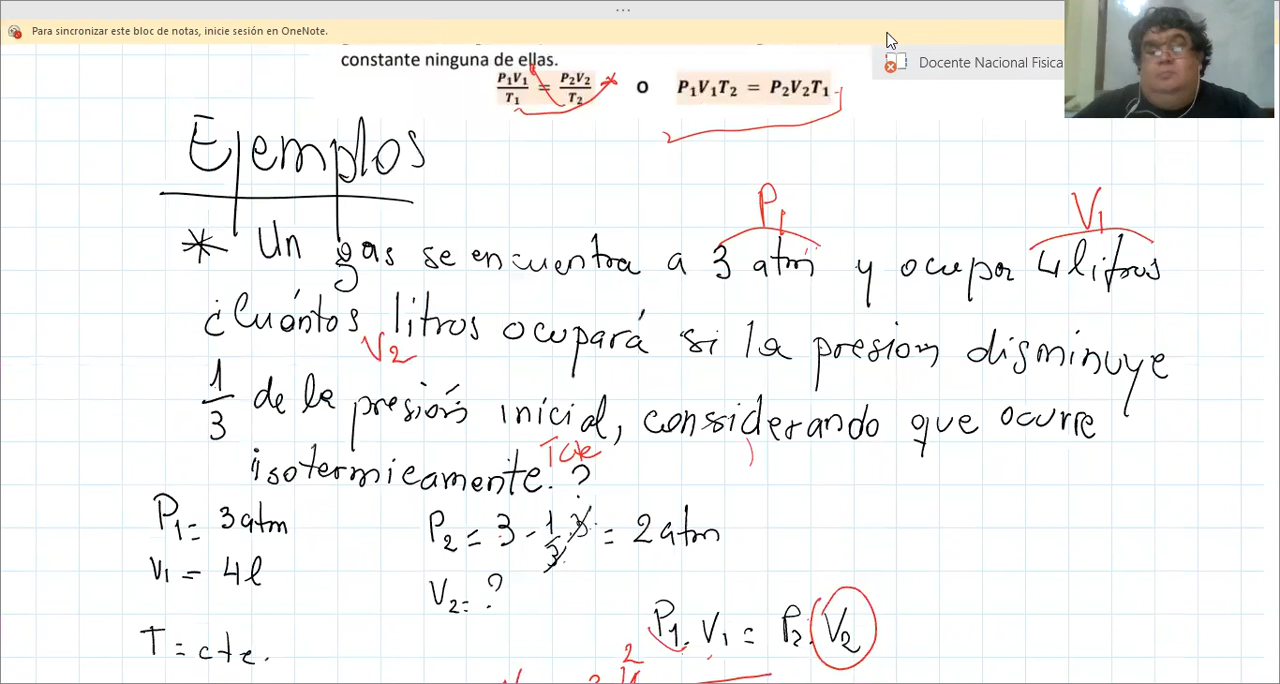 ...
Para sincronizar este bloc de notas, inicie sesión en OneNote.
constante ninguna de ellas.
Docente Nacional Fisica
P₁V₁/T₁ = P₂V₂/T₂ o P₁V₁T₂ = P₂V₂T₁
Ejemplos
P₁ V₁
* Un gas se encuentra a 3 atm y ocupa 4 litros
¿Cuántos litros ocupará si la presion disminuye
V₂
1/3 de la presión inicial, considerando que ocurre
T cte
isotermicamente. ?
P₁ = 3 atm P₂ = 3 - 1/3 3 = 2 atm
V₁ = 4 l V₂ = ?
P₁ . V₁ = P₂ . V₂
T = cte.
2